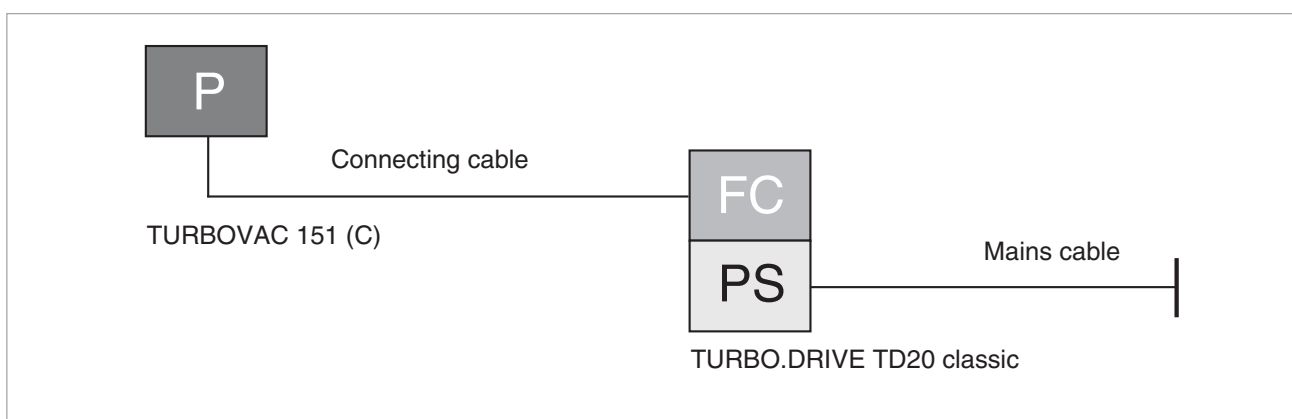 P
Connecting cable
FC
TURBOVAC 151 (C)
Mains cable
PS
TURBO.DRIVE TD20 classic